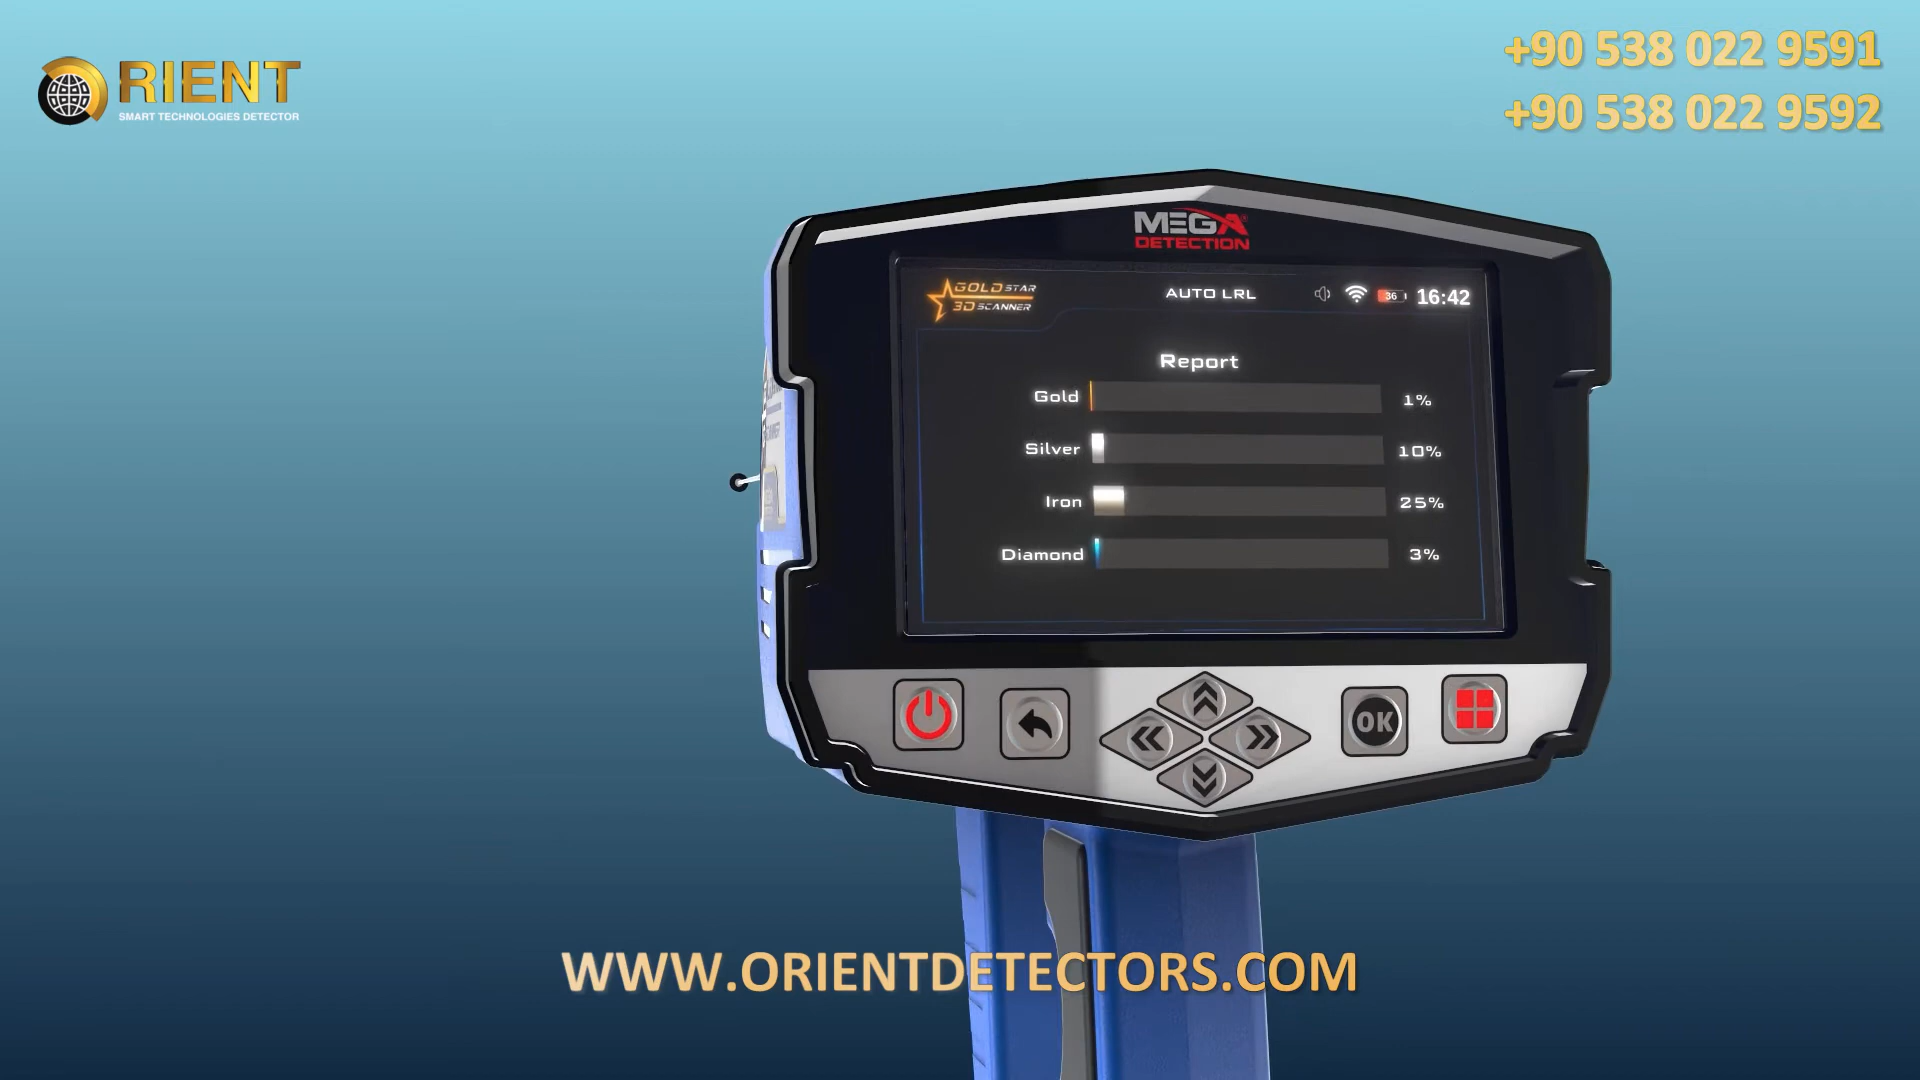 RIENT
SMART TECHNOLOGIES DETECTOR
+90 538 022 9591
+90 538 022 9592
MEGA
DETECTION
GOLD STAR
3D SCANNER
AUTO LRL
36
16:42
Report
Gold 1%
Silver 10%
Iron 25%
Diamond 3%
OK
WWW.ORIENTDETECTORS.COM